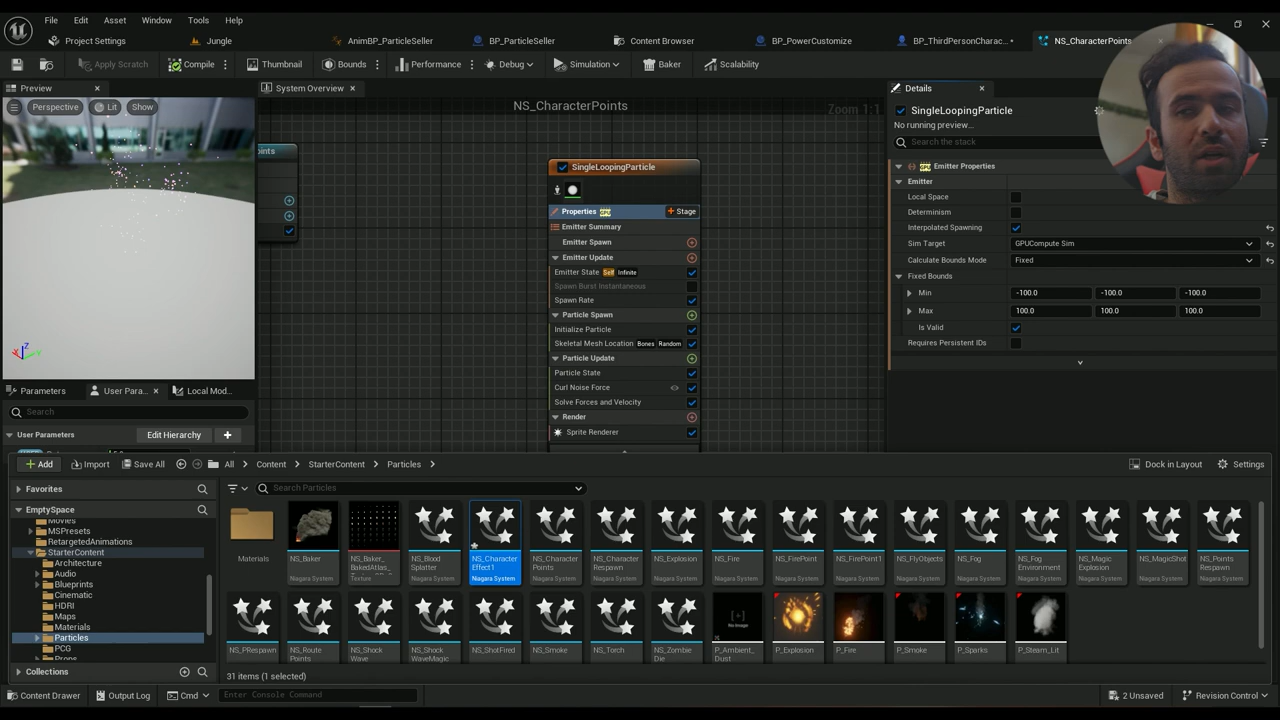 File Edit Asset Window Tools Help
Project Settings Jungle AnimBP_ParticleSeller BP_ParticleSeller Content Browser BP_PowerCustomize BP_ThirdPersonCharac...* NS_CharacterPoints
Apply Scratch Compile Thumbnail Bounds Performance Debug Simulation Baker Scalability
Preview System Overview Details
Perspective Lit Show
NS_CharacterPoints
Zoom 1:1
SingleLoopingParticle
No running preview...
Search the stack
GPU Emitter Properties
Emitter
Local Space
Determinism
Interpolated Spawning
Sim Target GPUCompute Sim
Calculate Bounds Mode Fixed
Fixed Bounds
Min -100.0 -100.0 -100.0
Max 100.0 100.0 100.0
Is Valid
Requires Persistent IDs
oints
SingleLoopingParticle
Properties GPU Stage
Emitter Summary
Emitter Spawn
Emitter Update
Emitter State Self Infinite
Spawn Burst Instantaneous
Spawn Rate
Particle Spawn
Initialize Particle
Skeletal Mesh Location Bones Random
Particle Update
Particle State
Curl Noise Force
Solve Forces and Velocity
Render
Sprite Renderer
Z
Parameters User Para... Local Mod...
Search
User Parameters Edit Hierarchy
Add Import Save All All Content StarterContent Particles Dock in Layout Settings
Favorites
Search Particles
EmptySpace
Movies
MSPresets
RetargetedAnimations
StarterContent
Architecture
Audio
Blueprints
Cinematic
HDRI
Maps
Materials
Particles
PCG
Props
Collections
Materials
NS_Baker
Niagara System
NS_Baker_
BakedAtlas_
Texture
NS_Blood
Splatter
Niagara System
NS_Character
Effect1
Niagara System
NS_Character
Points
Niagara System
NS_Character
Respawn
Niagara System
NS_Explosion
Niagara System
NS_Fire
Niagara System
NS_FirePoint
Niagara System
NS_FirePoint1
Niagara System
NS_FlyObjects
Niagara System
NS_Fog
Niagara System
NS_Fog
Environment
Niagara System
NS_Magic
Explosion
Niagara System
NS_MagicShot
Niagara System
NS_Points
Respawn
Niagara System
NS_PRespawn
NS_Route
Points
NS_Shock
Wave
NS_Shock
WaveMagic
NS_ShotFired
NS_Smoke
NS_Torch
NS_Zombie
Die
No Image
P_Ambient_
Dust
P_Explosion
P_Fire
P_Smoke
P_Sparks
P_Steam_Lit
31 items (1 selected)
Content Drawer Output Log Cmd Enter Console Command 2 Unsaved Revision Control